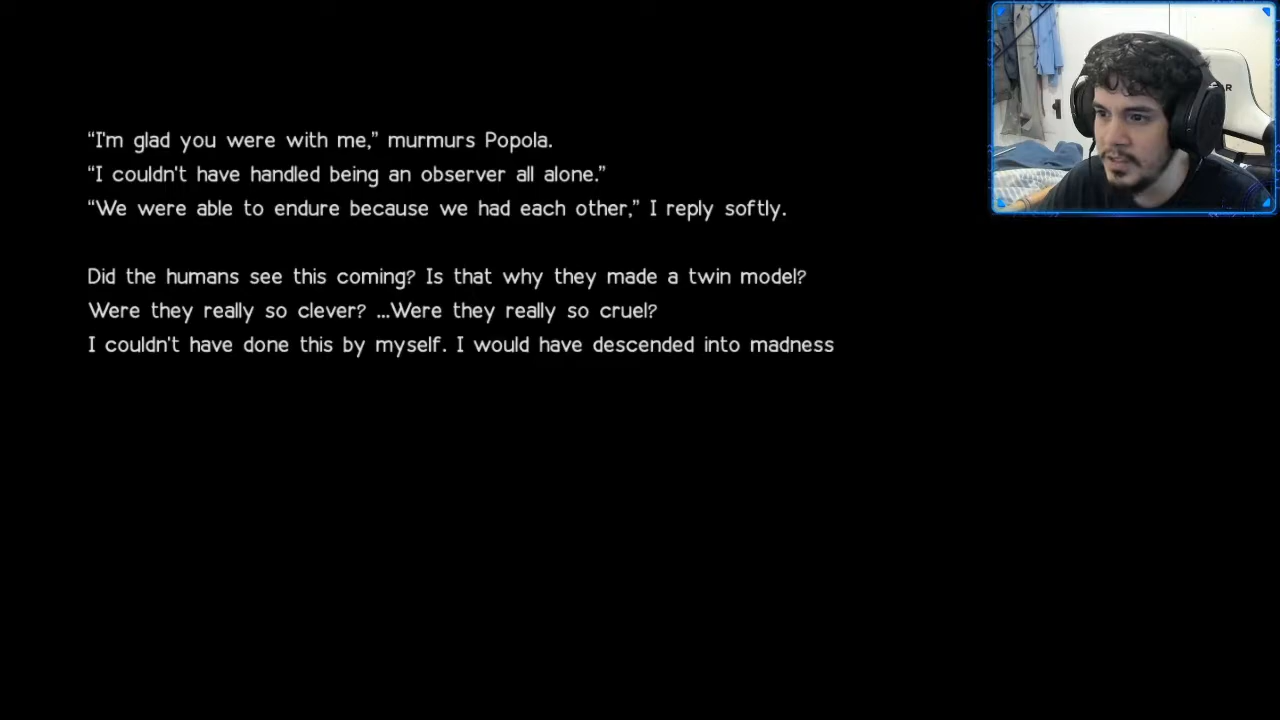 “I'm glad you were with me,” murmurs Popola.
“I couldn't have handled being an observer all alone.”
“We were able to endure because we had each other,” I reply softly.
Did the humans see this coming? Is that why they made a twin model?
Were they really so clever? ...Were they really so cruel?
I couldn't have done this by myself. I would have descended into madness